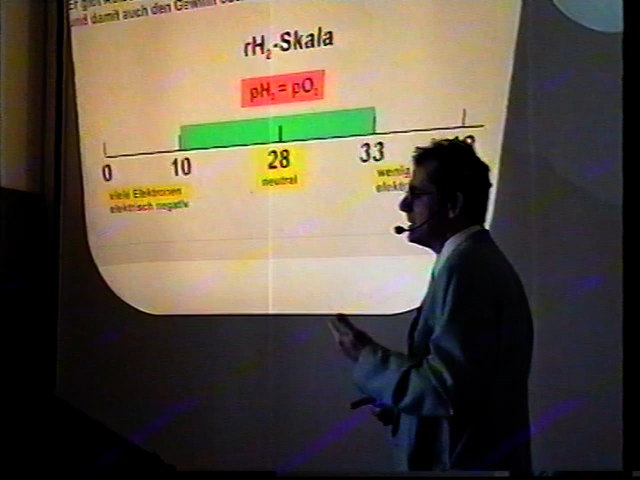 und damit auch den Gewinn
rH₂-Skala
pH₂ = pO₂
0 10 28 33
viele Elektronen neutral wenig
elektrisch negativ